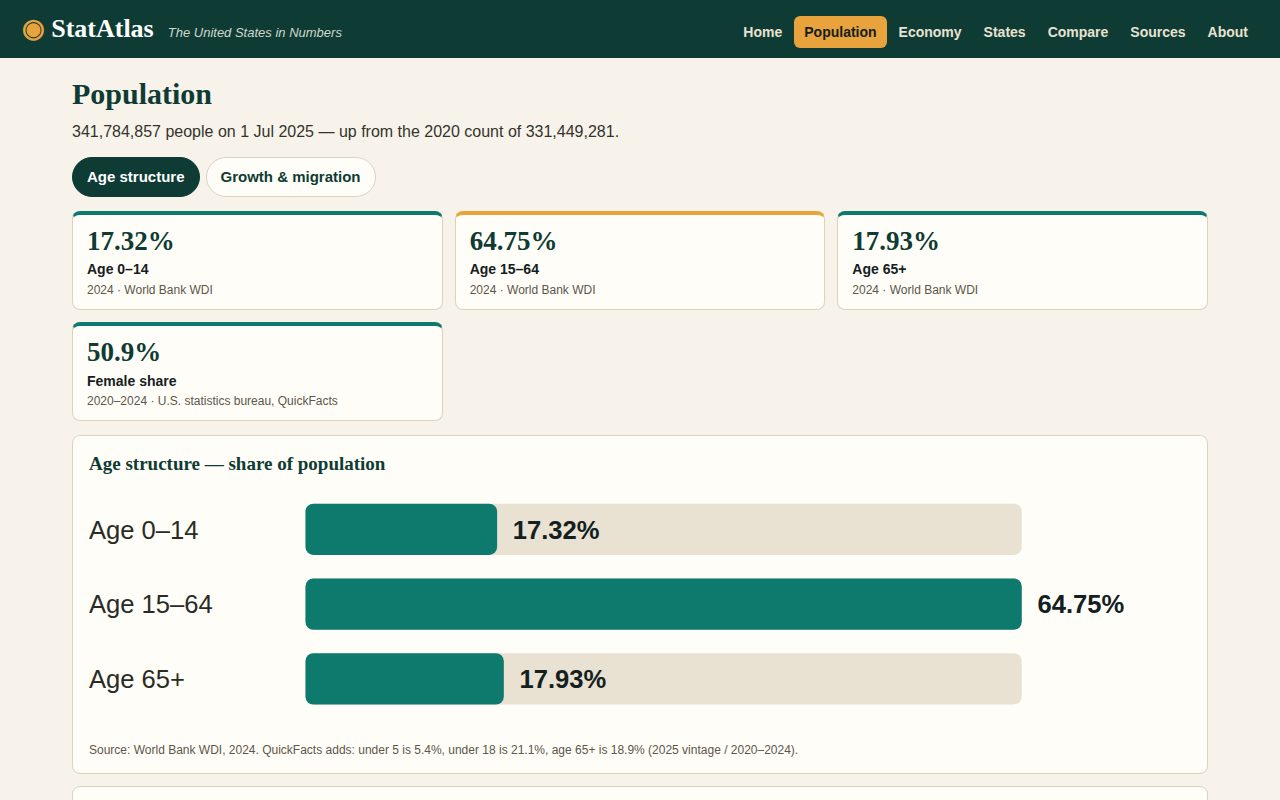 StatAtlas The United States in Numbers Home Population Economy States Compare Sources About
Population
341,784,857 people on 1 Jul 2025 — up from the 2020 count of 331,449,281.
Age structure Growth & migration
17.32%
Age 0–14
2024 · World Bank WDI
64.75%
Age 15–64
2024 · World Bank WDI
17.93%
Age 65+
2024 · World Bank WDI
50.9%
Female share
2020–2024 · U.S. statistics bureau, QuickFacts
Age structure — share of population
Age 0–14 17.32%
Age 15–64 64.75%
Age 65+ 17.93%
Source: World Bank WDI, 2024. QuickFacts adds: under 5 is 5.4%, under 18 is 21.1%, age 65+ is 18.9% (2025 vintage / 2020–2024).